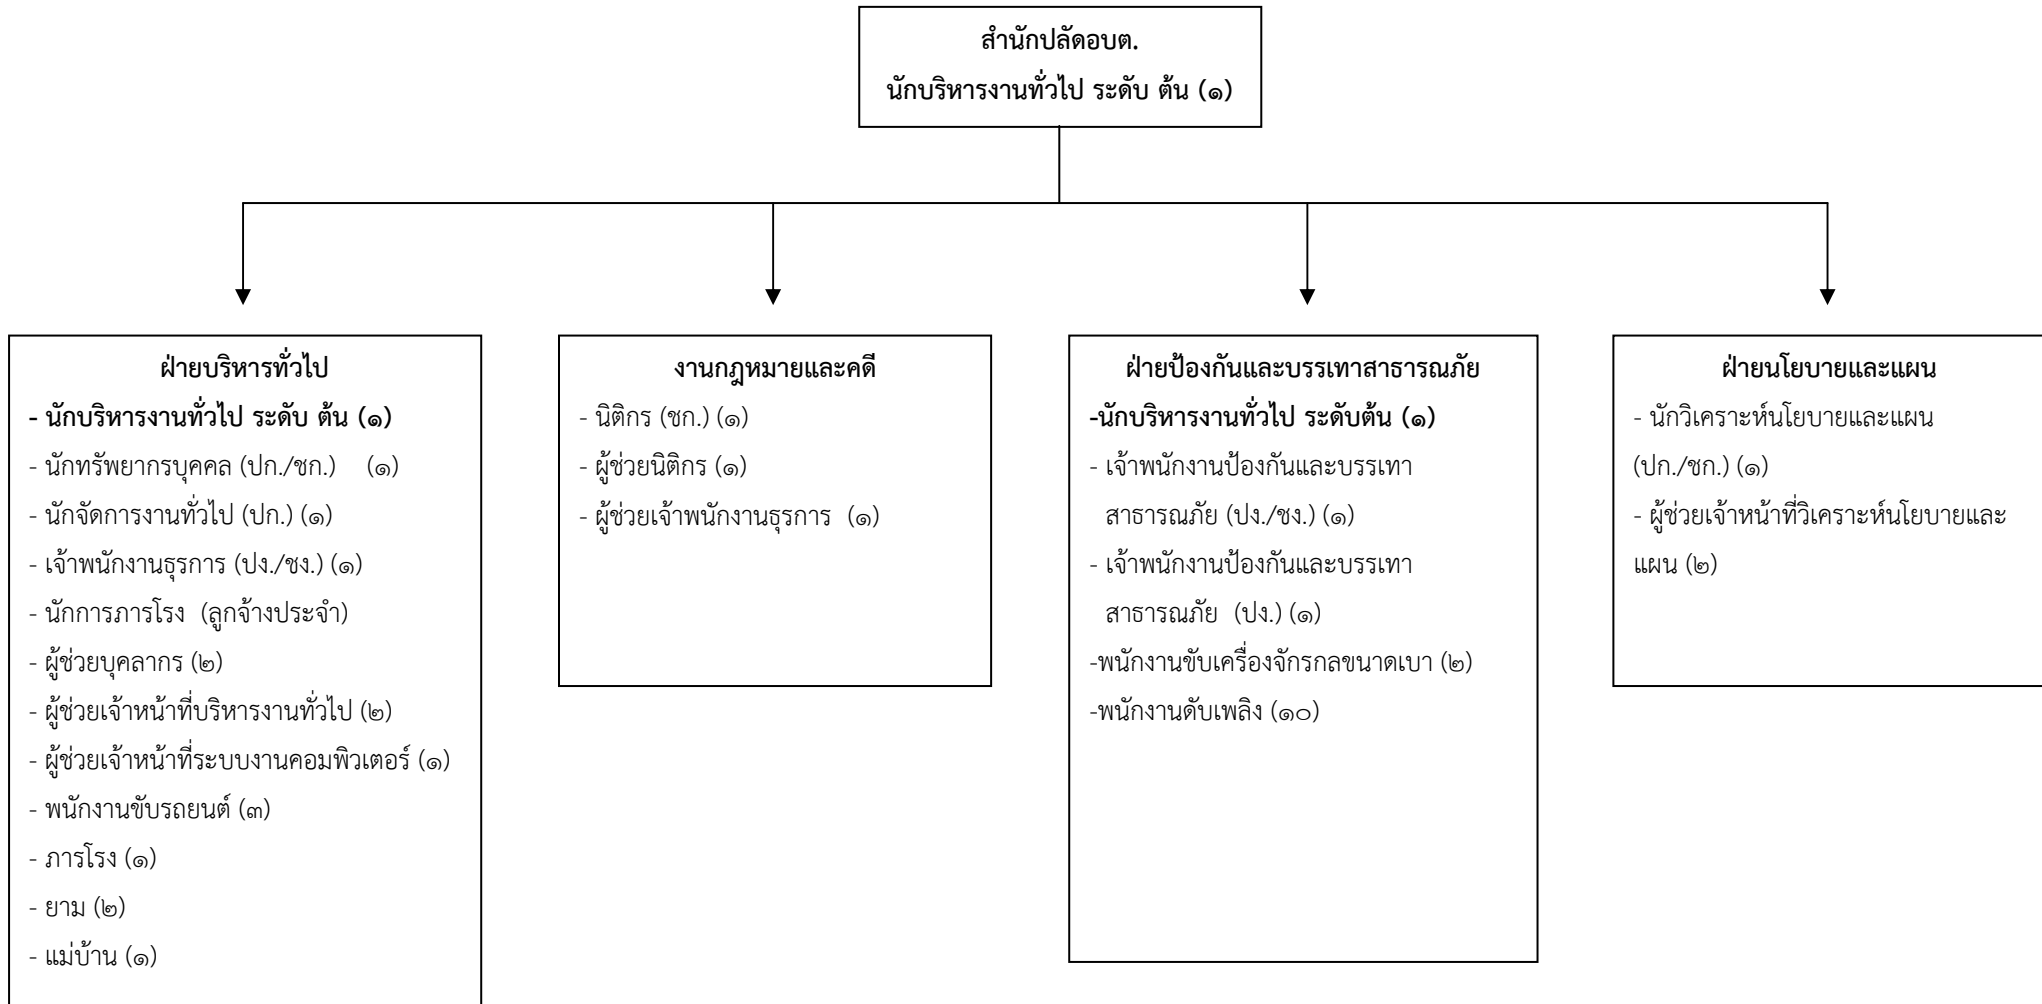 สำนักปลัดอบต.
นักบริหารงานทั่วไป ระดับ ต้น (๑)
ฝ่ายบริหารทั่วไป
- นักบริหารงานทั่วไป ระดับ ต้น (๑)
- นักทรัพยากรบุคคล (ปก./ชก.) (๑)
- นักจัดการงานทั่วไป (ปก.) (๑)
- เจ้าพนักงานธุรการ (ปง./ชง.) (๑)
- นักการภารโรง (ลูกจ้างประจำ)
- ผู้ช่วยบุคลากร (๒)
- ผู้ช่วยเจ้าหน้าที่บริหารงานทั่วไป (๒)
- ผู้ช่วยเจ้าหน้าที่ระบบงานคอมพิวเตอร์ (๑)
- พนักงานขับรถยนต์ (๓)
- ภารโรง (๑)
- ยาม (๒)
- แม่บ้าน (๑)
งานกฎหมายและคดี
- นิติกร (ชก.) (๑)
- ผู้ช่วยนิติกร (๑)
- ผู้ช่วยเจ้าพนักงานธุรการ (๑)
ฝ่ายป้องกันและบรรเทาสาธารณภัย
-นักบริหารงานทั่วไป ระดับต้น (๑)
- เจ้าพนักงานป้องกันและบรรเทา
สาธารณภัย (ปง./ชง.) (๑)
- เจ้าพนักงานป้องกันและบรรเทา
สาธารณภัย (ปง.) (๑)
-พนักงานขับเครื่องจักรกลขนาดเบา (๒)
-พนักงานดับเพลิง (๑๐)
ฝ่ายนโยบายและแผน
- นักวิเคราะห์นโยบายและแผน
(ปก./ชก.) (๑)
- ผู้ช่วยเจ้าหน้าที่วิเคราะห์นโยบายและ
แผน (๒)